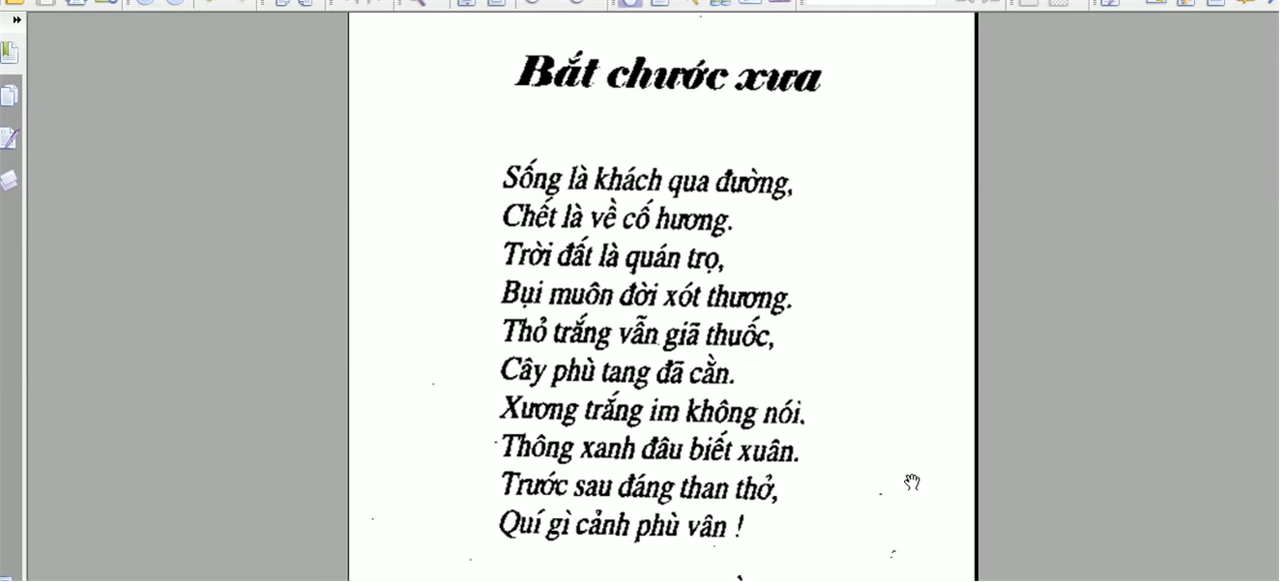 Bắt chước xưa
Sống là khách qua đường,
Chết là về cố hương.
Trời đất là quán trọ,
Bụi muôn đời xót thương.
Thỏ trắng vẫn giã thuốc,
Cây phù tang đã cằn.
Xương trắng im không nói.
Thông xanh đâu biết xuân.
Trước sau đáng than thở,
Quí gì cảnh phù vân !